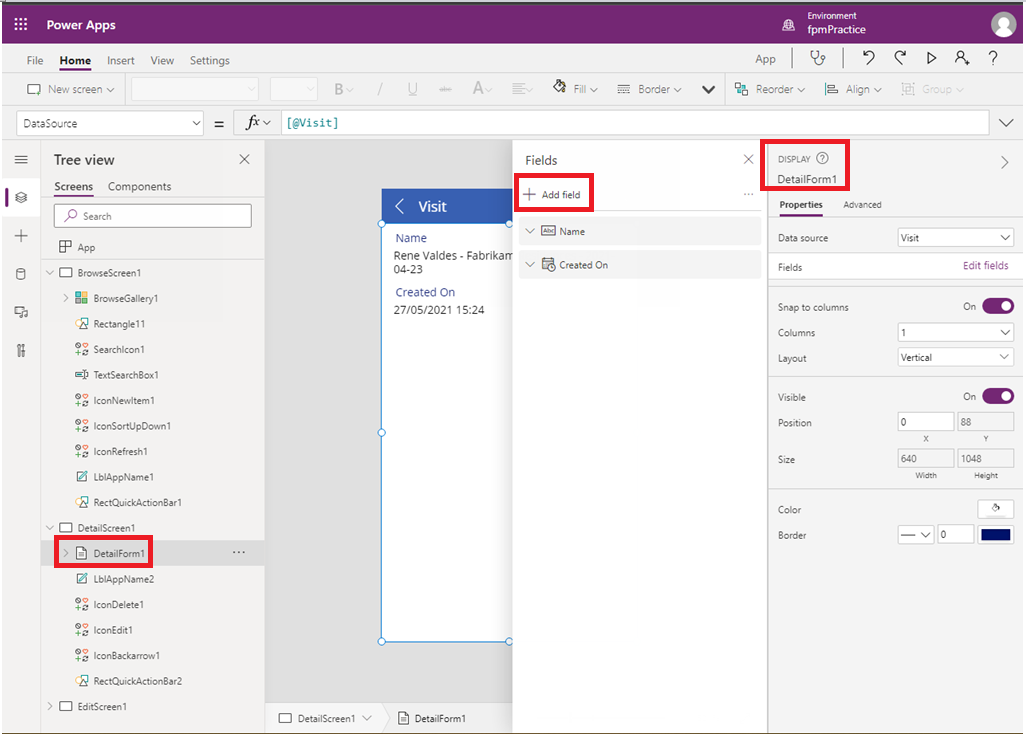 Power Apps
Environment
fpmPractice
File Home Insert View Settings App ?
New screen B / U abc A Fill Border Reorder Align Group
DataSource = fx [@Visit]
Tree view
Screens Components
Search
App
BrowseScreen1
BrowseGallery1
Rectangle11
SearchIcon1
TextSearchBox1
IconNewItem1
IconSortUpDown1
IconRefresh1
LblAppName1
RectQuickActionBar1
DetailScreen1
DetailForm1 ...
LblAppName2
IconDelete1
IconEdit1
IconBackarrow1
RectQuickActionBar2
EditScreen1
Visit
Name
Rene Valdes - Fabrikam
04-23
Created On
27/05/2021 15:24
DetailScreen1 DetailForm1
Fields
+ Add field ...
Abc Name
Created On
DISPLAY ?
DetailForm1
Properties Advanced
Data source Visit
Fields Edit fields
Snap to columns On
Columns 1
Layout Vertical
Visible On
Position 0 88
X Y
Size 640 1048
Width Height
Color
Border 0